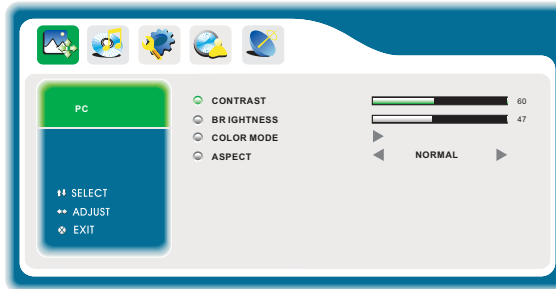 PC
SELECT
ADJUST
EXIT
CONTRAST 60
BR IGHTNESS 47
COLOR MODE
ASPECT NORMAL